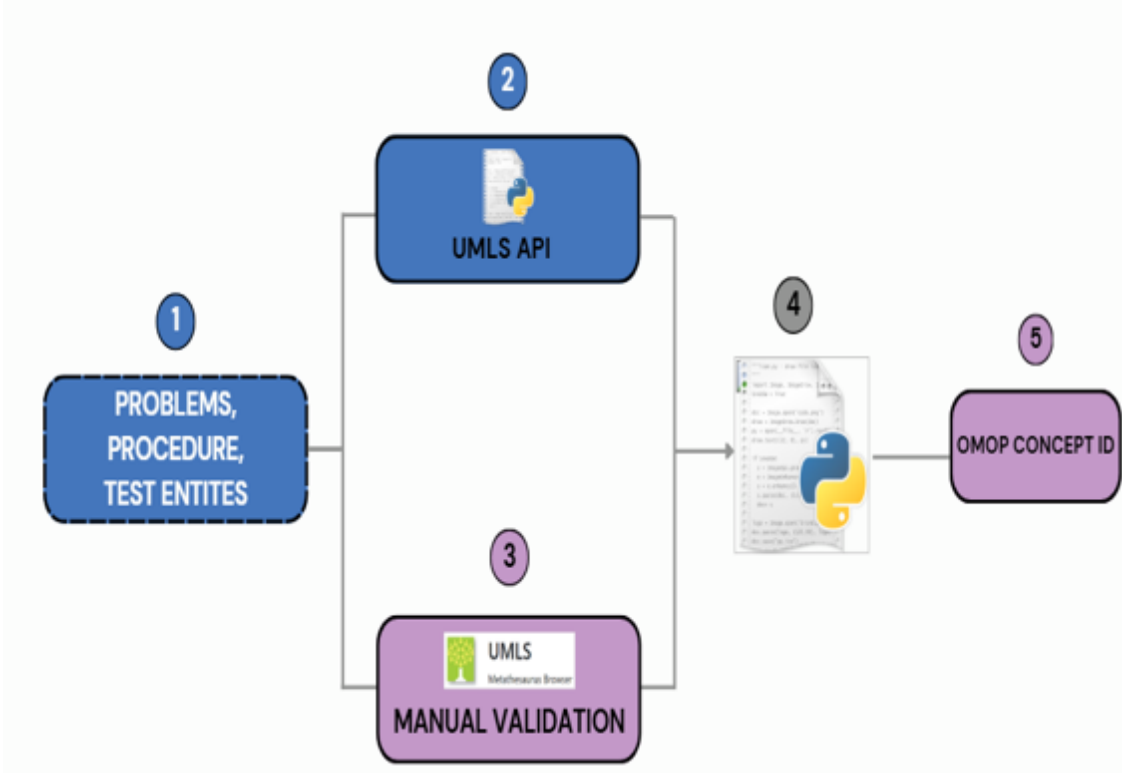 2
UMLS API
1
PROBLEMS,
PROCEDURE,
TEST ENTITES
4
5
OMOP CONCEPT ID
3
UMLS
Metathesaurus Browser
MANUAL VALIDATION